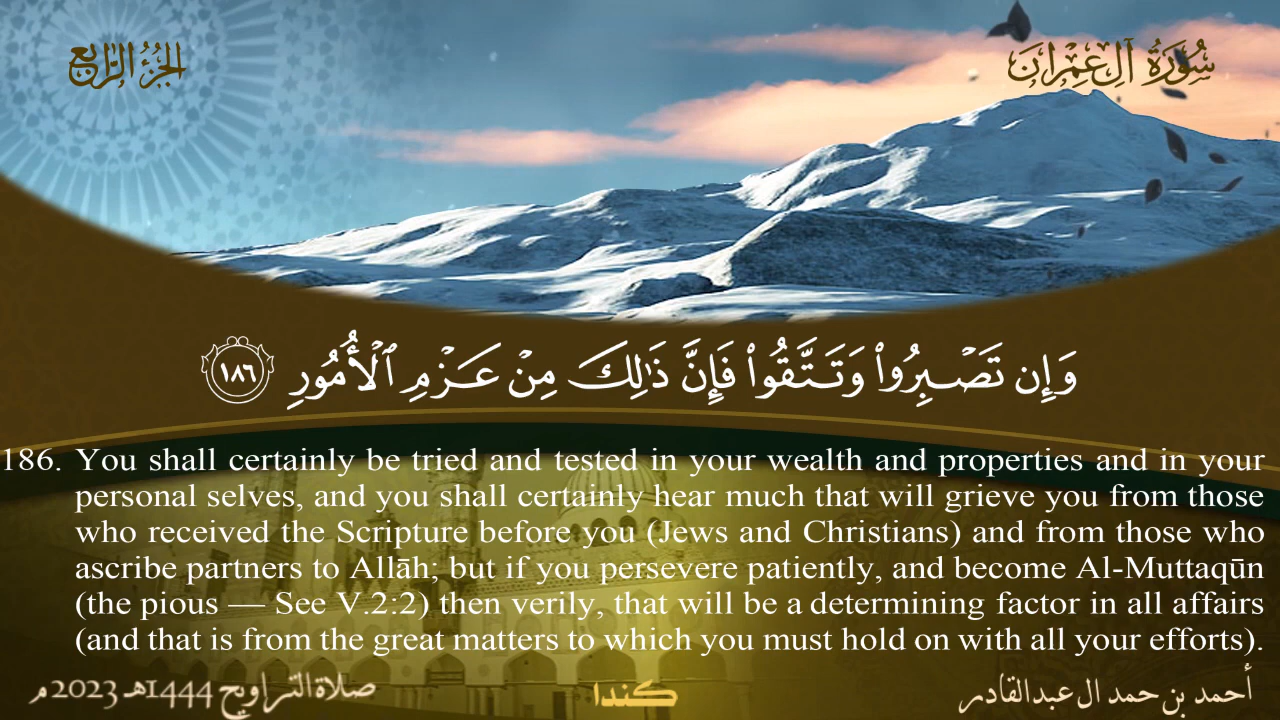 سُورَةُ آلِ عِمْرَانَ
الجُزْءُ الرَّابِعُ
وَإِن تَصْبِرُوا۟ وَتَتَّقُوا۟ فَإِنَّ ذَٰلِكَ مِنْ عَزْمِ ٱلْأُمُورِ ١٨٦
186. You shall certainly be tried and tested in your wealth and properties and in your
personal selves, and you shall certainly hear much that will grieve you from those
who received the Scripture before you (Jews and Christians) and from those who
ascribe partners to Allāh; but if you persevere patiently, and become Al-Muttaqūn
(the pious — See V.2:2) then verily, that will be a determining factor in all affairs
(and that is from the great matters to which you must hold on with all your efforts).
أحمد بن حمد ال عبدالقادر
كندا
صلاة التراويح 1444هـ 2023م